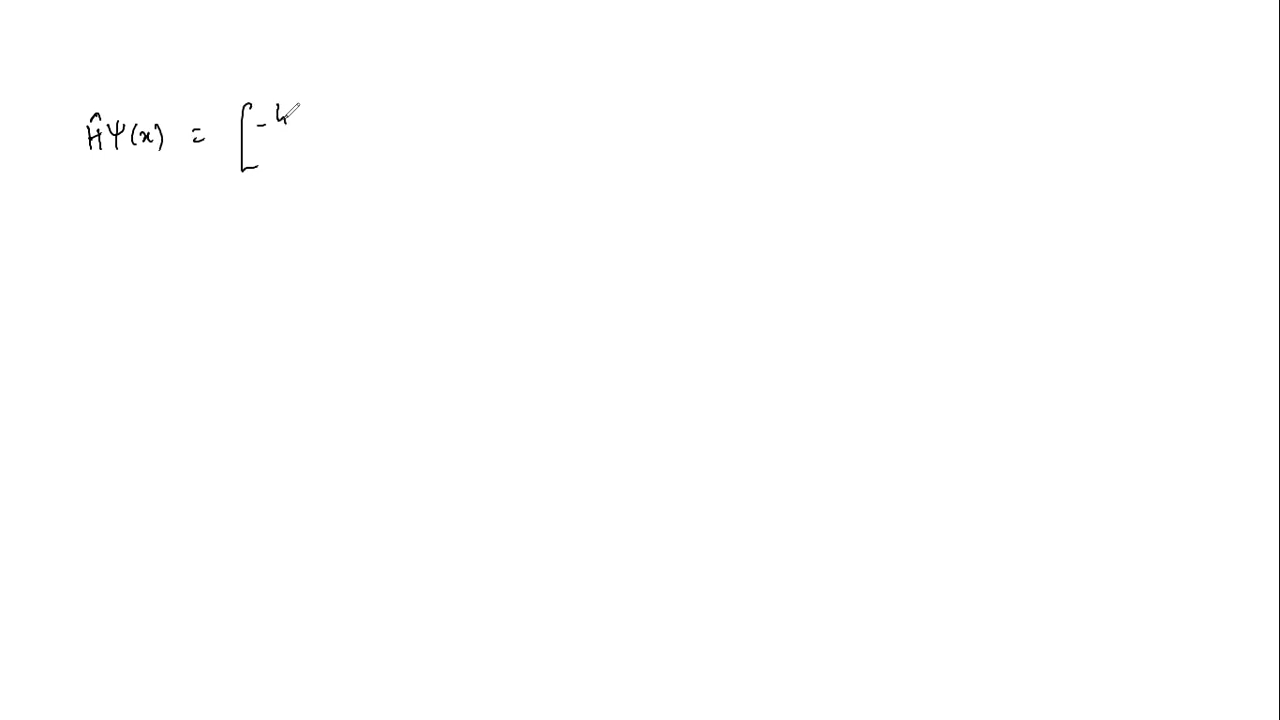 ĤΨ(x) = [-